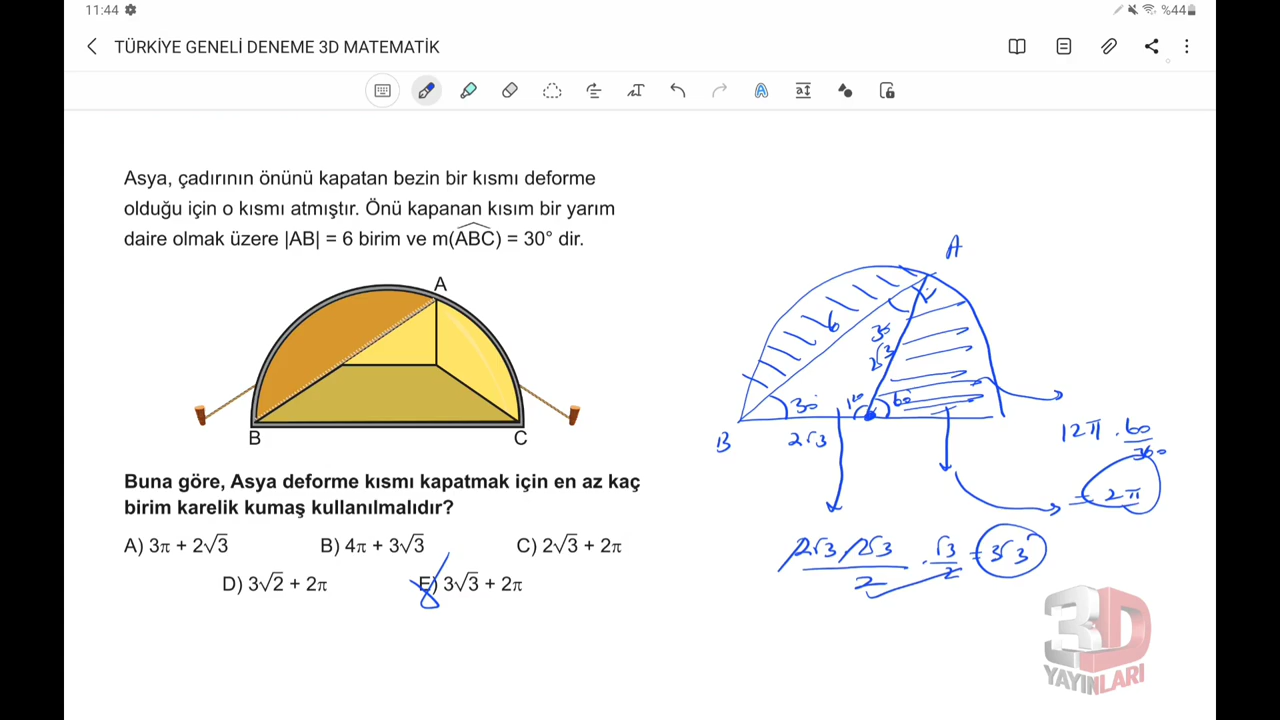 11:44
%44
TÜRKİYE GENELİ DENEME 3D MATEMATİK
Asya, çadırının önünü kapatan bezin bir kısmı deforme
olduğu için o kısmı atmıştır. Önü kapanan kısım bir yarım
daire olmak üzere |AB| = 6 birim ve m(ABC) = 30° dir.
A
B
C
Buna göre, Asya deforme kısmı kapatmak için en az kaç
birim karelik kumaş kullanılmalıdır?
A) 3π + 2√3 B) 4π + 3√3 C) 2√3 + 2π
D) 3√2 + 2π E) 3√3 + 2π
A
6
30
2√3
30 120 60
B 2√3
12π . 60/360
= 2π
2√3 . 2√3 / 2 . √3/2 = 3√3
3D
YAYINLARI